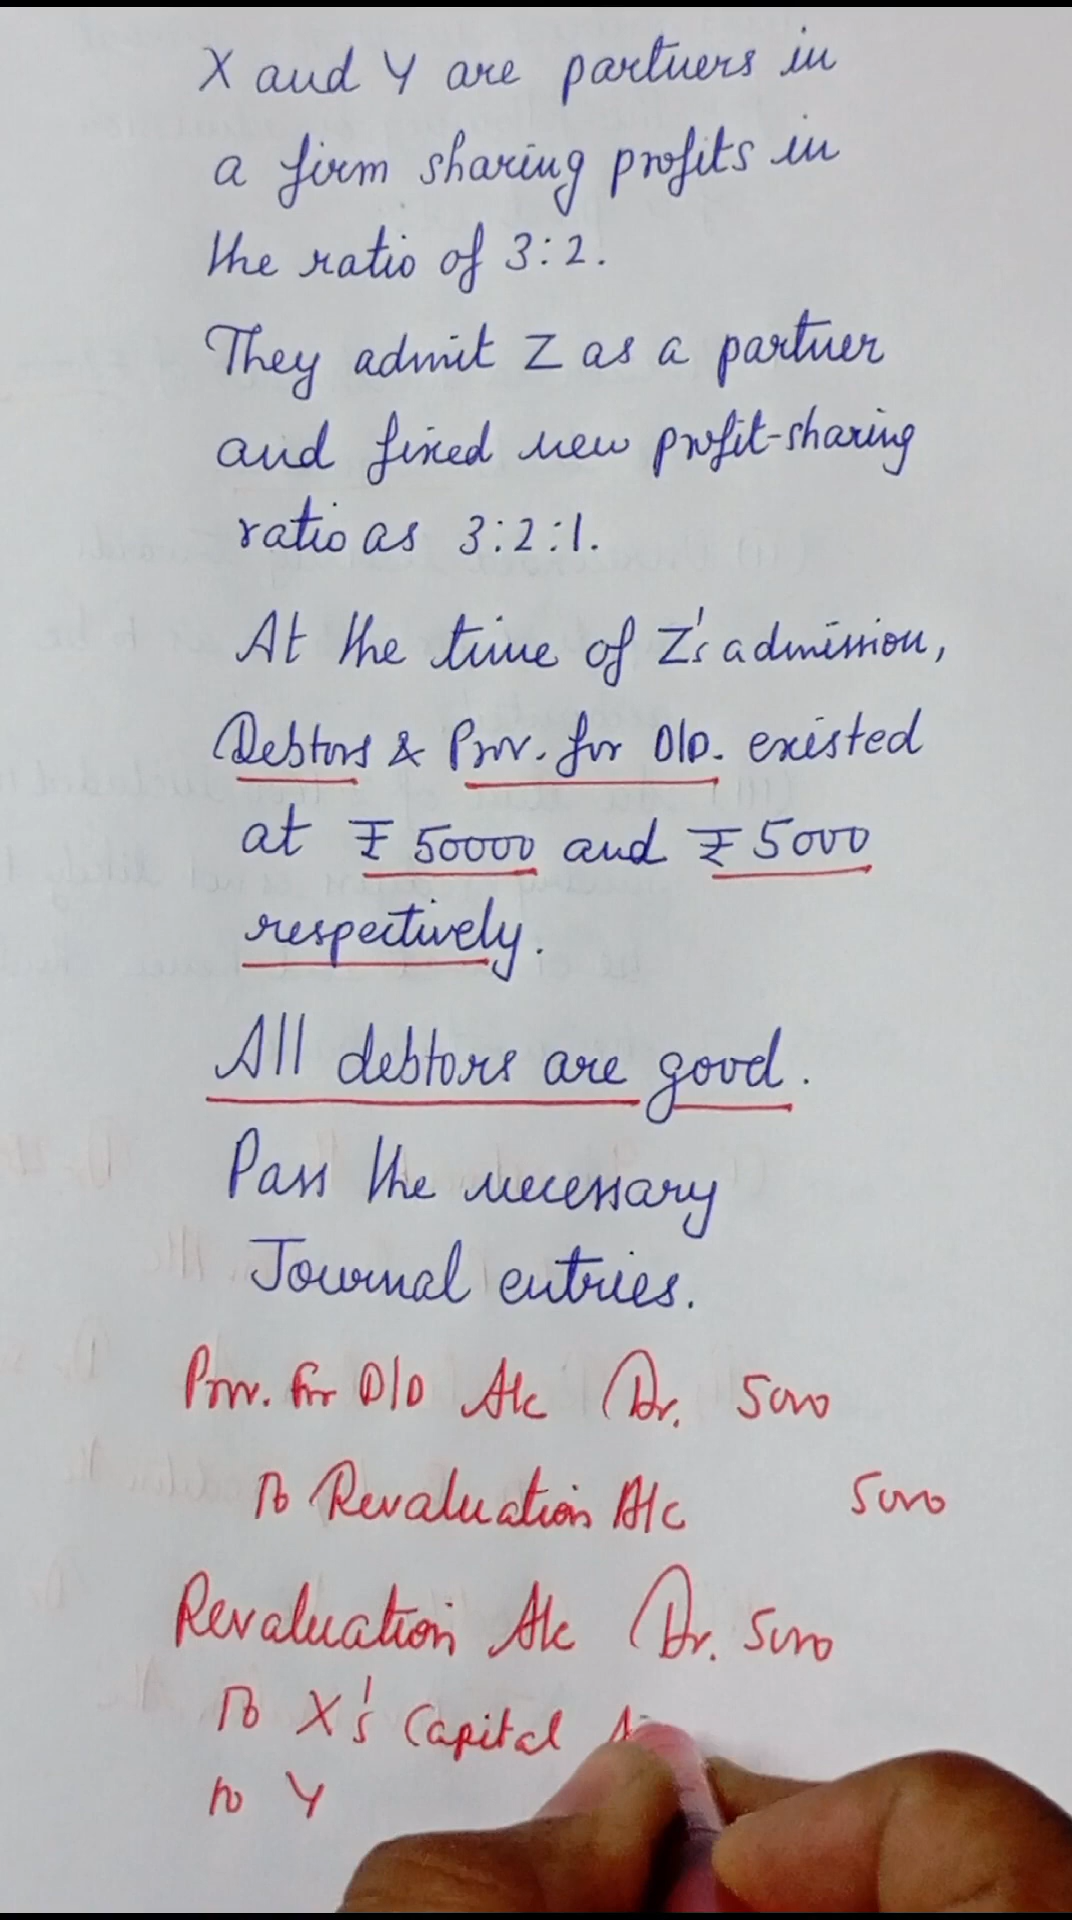 X and Y are partners in
a firm sharing profits in
the ratio of 3:2.
They admit Z as a partner
and fixed new profit-sharing
ratio as 3:2:1.
At the time of Z's admission,
Debtors & Prov. for D/D. existed
at ₹ 50000 and ₹ 5000
respectively.
All debtors are good.
Pass the necessary
Journal entries.
Prov. for D/D A/c Dr. 5000
To Revaluation A/c 5000
Revaluation A/c Dr. 5000
To X's Capital
To Y